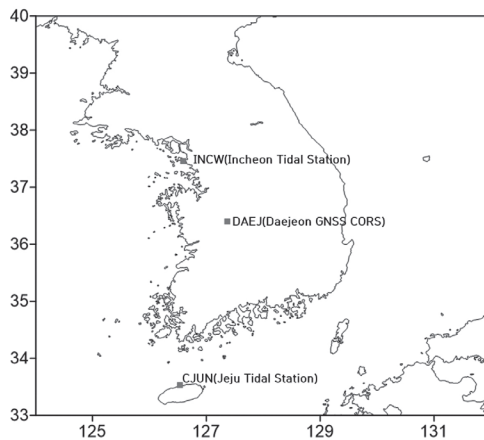 40
39
38
INCW(Incheon Tidal Station)
37
DAEJ(Daejeon GNSS CORS)
36
35
34
CJUN(Jeju Tidal Station)
33
125 127 129 131